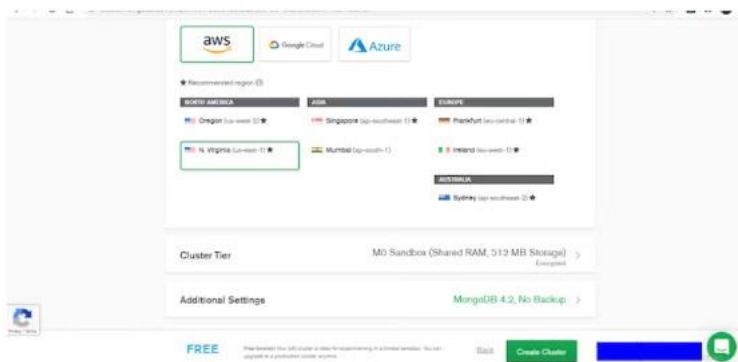 aws
Google Cloud
Azure
★ Recommended region
NORTH AMERICA
ASIA
EUROPE
Oregon (us-west-2) ★
Singapore (ap-southeast-1) ★
Frankfurt (eu-central-1) ★
N. Virginia (us-east-1) ★
Mumbai (ap-south-1)
Ireland (eu-west-1) ★
AUSTRALIA
Sydney (ap-southeast-2) ★
Cluster Tier
M0 Sandbox (Shared RAM, 512 MB Storage)
Encrypted
Additional Settings
MongoDB 4.2, No Backup
FREE
Back
Create Cluster